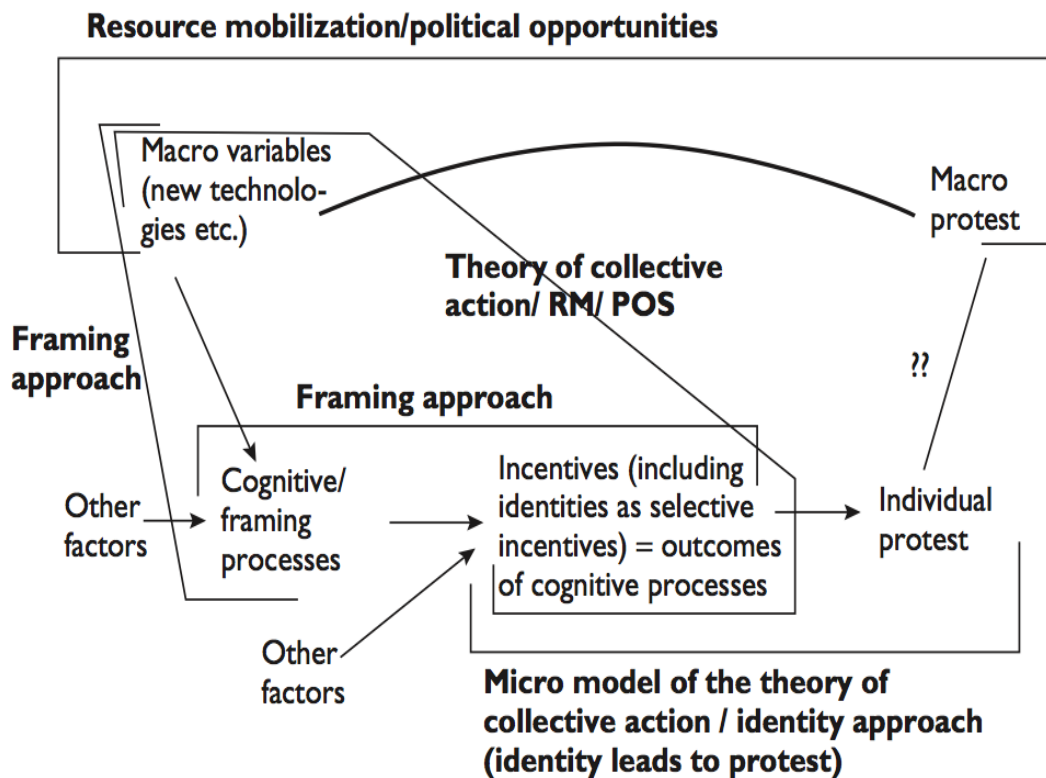 Resource mobilization/political opportunities
Macro variables
(new technolo-
gies etc.)
Macro
protest
Theory of collective
action/ RM/ POS
Framing
approach
??
Framing approach
Other
factors
Cognitive/
framing
processes
Incentives (including
identities as selective
incentives) = outcomes
of cognitive processes
Individual
protest
Other
factors
Micro model of the theory of
collective action / identity approach
(identity leads to protest)